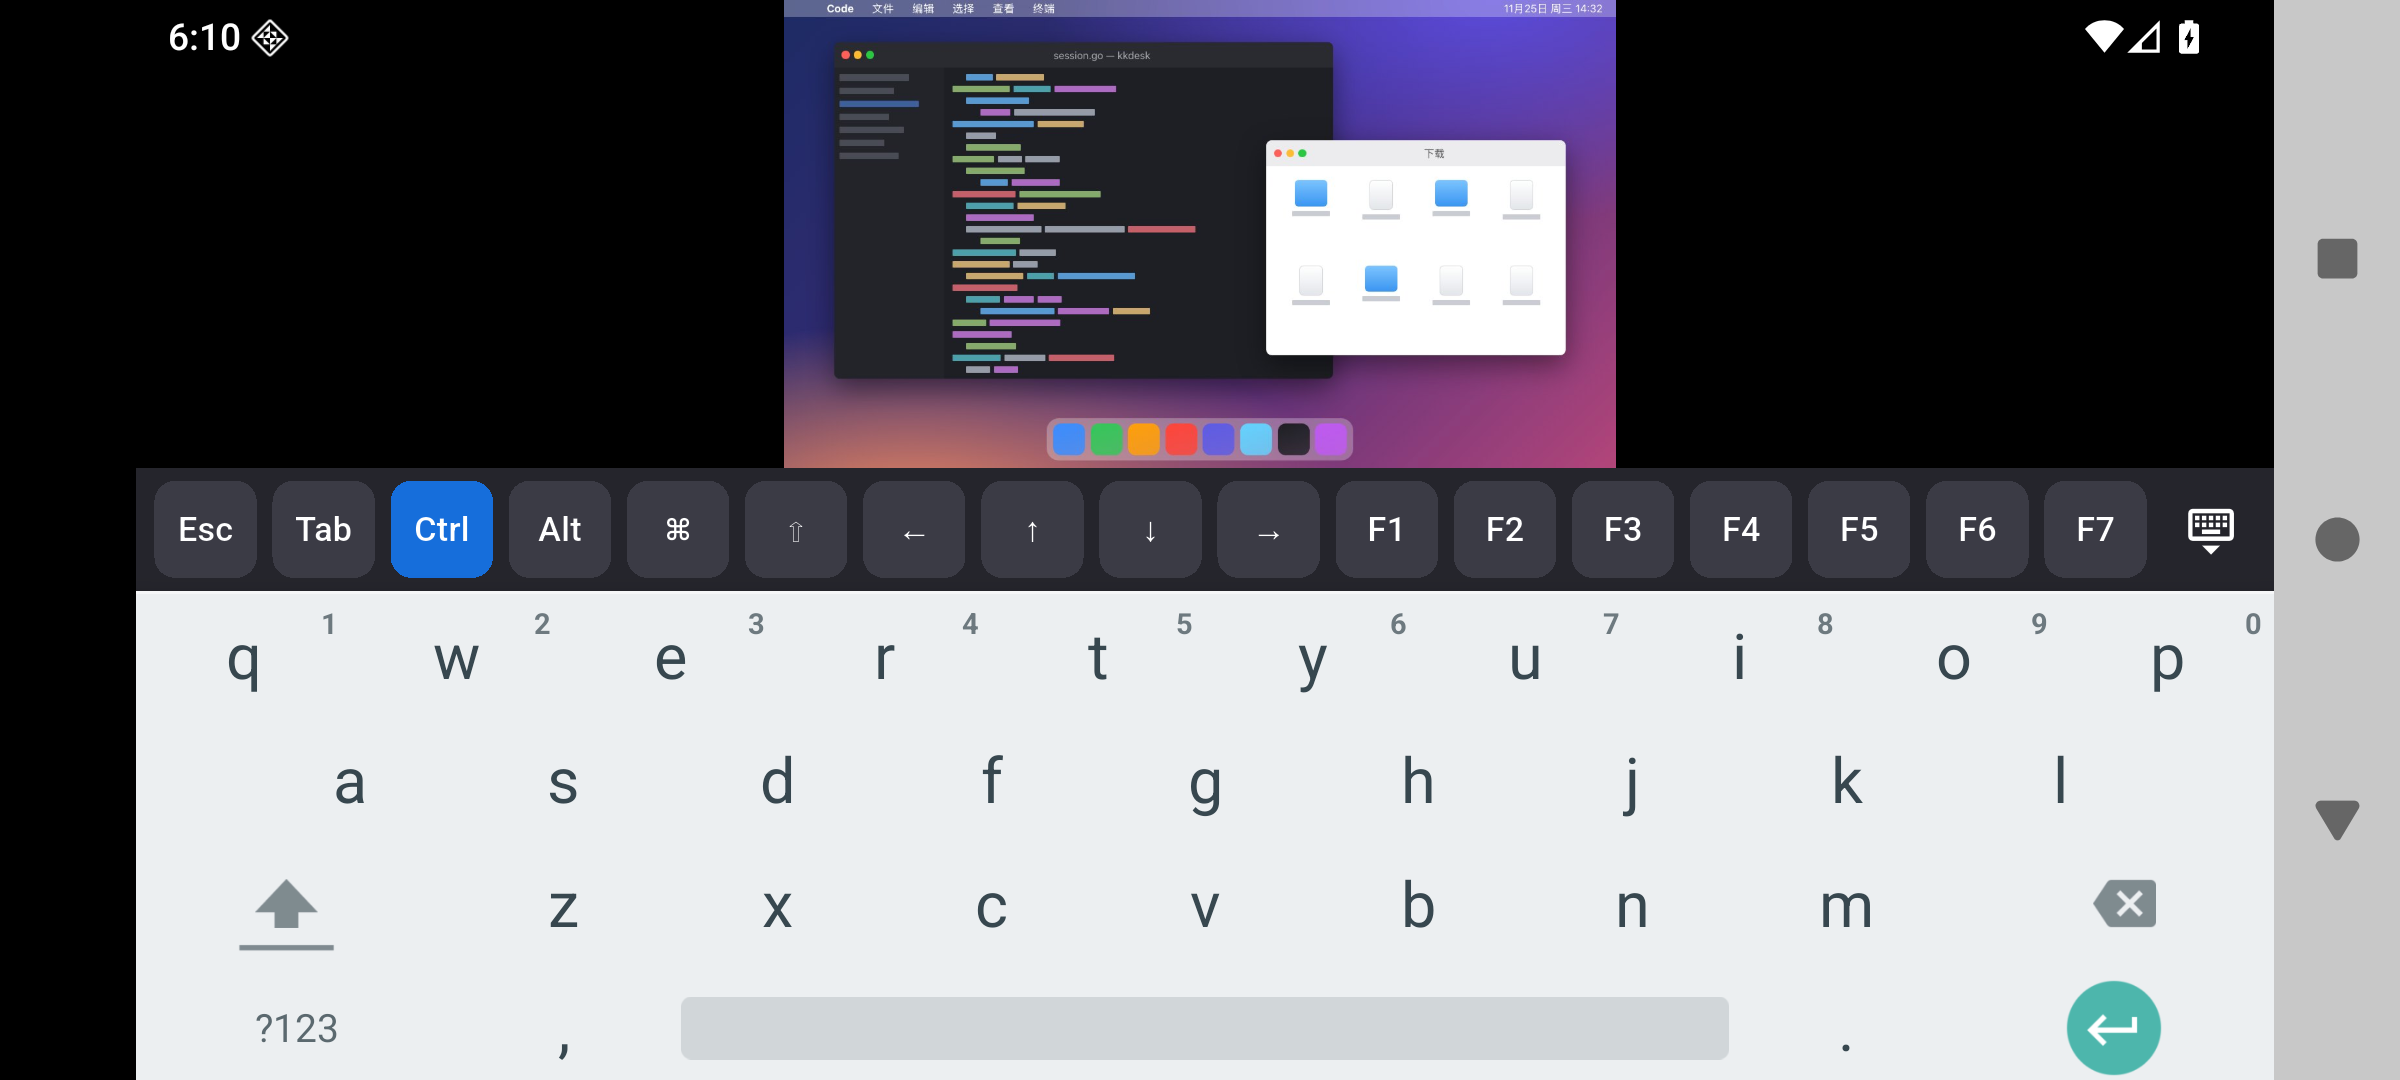 6:10
Code 文件 编辑 选择 查看 终端
11月25日 周三 14:32
session.go — kkdesk
下载
Esc Tab Ctrl Alt ⌘ ⇧ ← ↑ ↓ → F1 F2 F3 F4 F5 F6 F7
1 2 3 4 5 6 7 8 9 0
q w e r t y u i o p
a s d f g h j k l
z x c v b n m
?123 , .